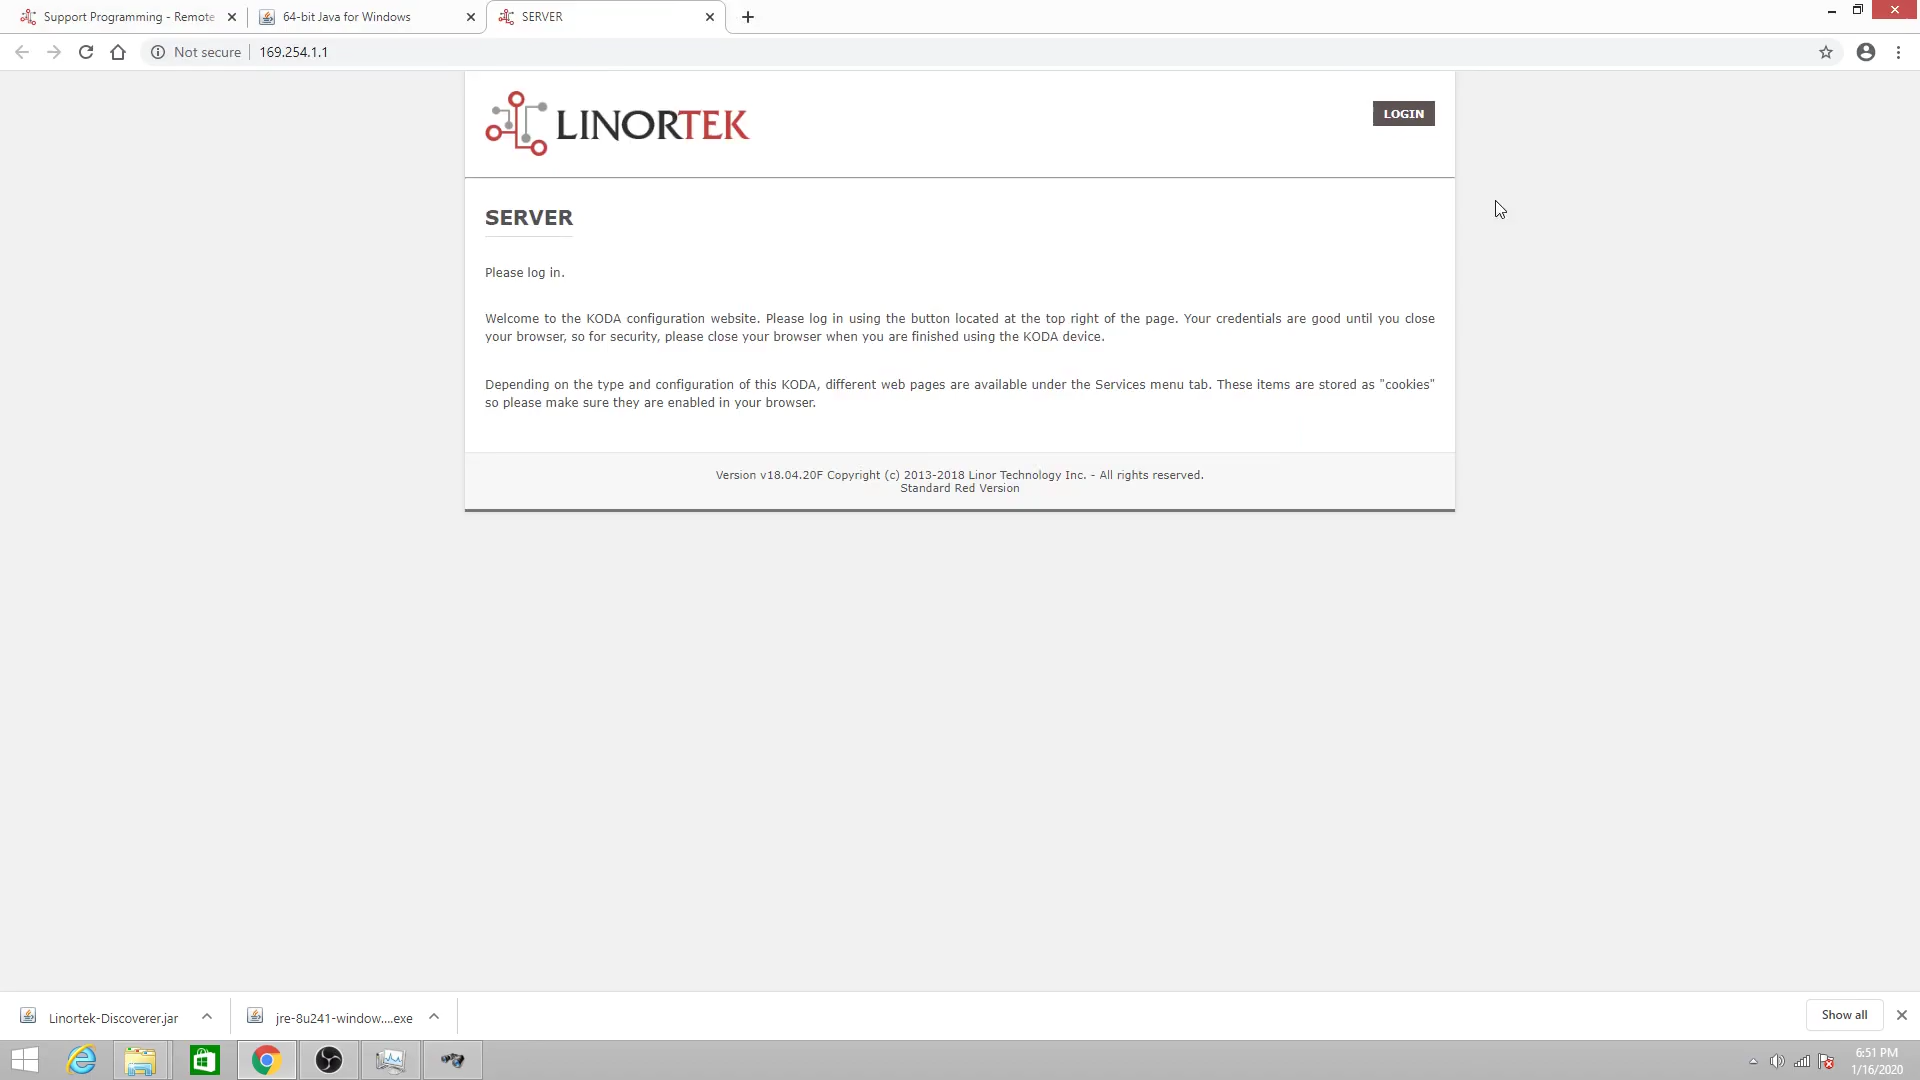 Support Programming - Remote
64-bit Java for Windows
SERVER
Not secure
169.254.1.1
LINORTEK
LOGIN
SERVER
Please log in.
Welcome to the KODA configuration website. Please log in using the button located at the top right of the page. Your credentials are good until you close
your browser, so for security, please close your browser when you are finished using the KODA device.
Depending on the type and configuration of this KODA, different web pages are available under the Services menu tab. These items are stored as "cookies"
so please make sure they are enabled in your browser.
Version v18.04.20F Copyright (c) 2013-2018 Linor Technology Inc. - All rights reserved.
Standard Red Version
Linortek-Discoverer.jar
jre-8u241-window....exe
Show all
6:51 PM
1/16/2020